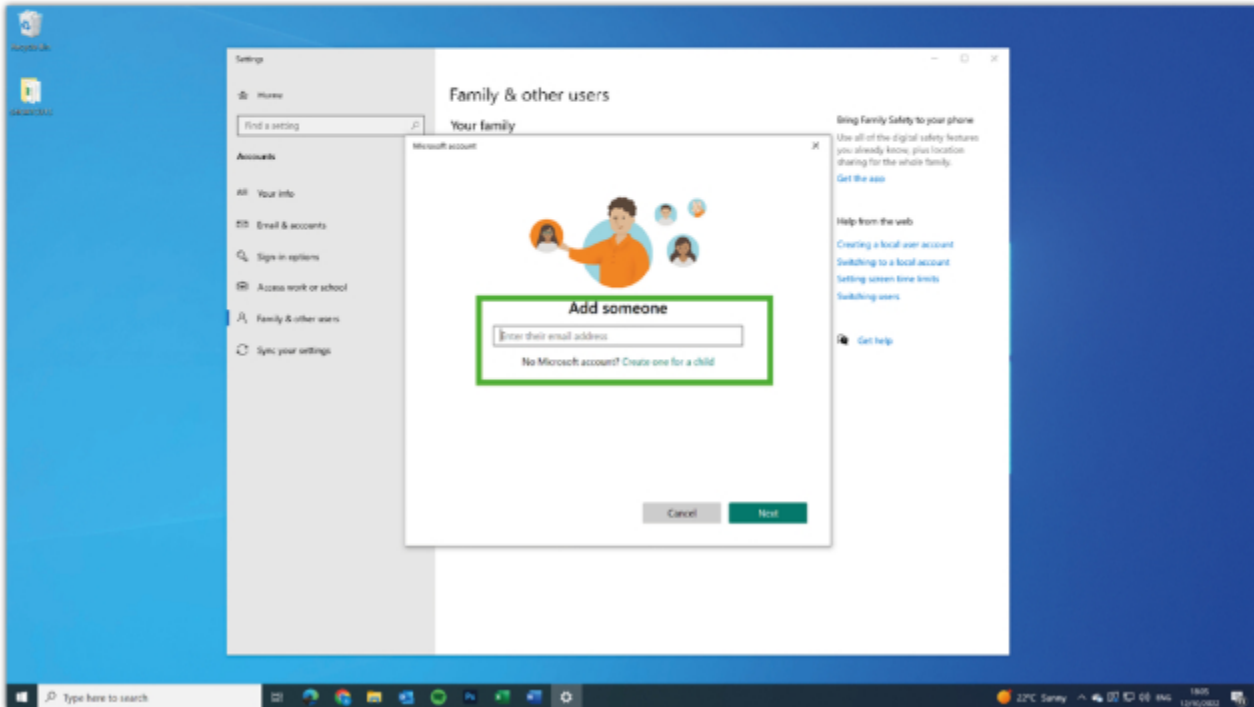 Settings
Home
Find a setting
Accounts
Your info
Email & accounts
Sign-in options
Access work or school
Family & other users
Sync your settings
Family & other users
Your family
Microsoft account
Add someone
Enter their email address
No Microsoft account? Create one for a child
Cancel
Next
Bring Family Safety to your phone
Use all of the digital safety features
you already know, plus location
sharing for the whole family.
Get the app
Help from the web
Creating a local user account
Switching to a local account
Setting screen time limits
Switching users
Get help
Type here to search
22°C Sunny
ENG